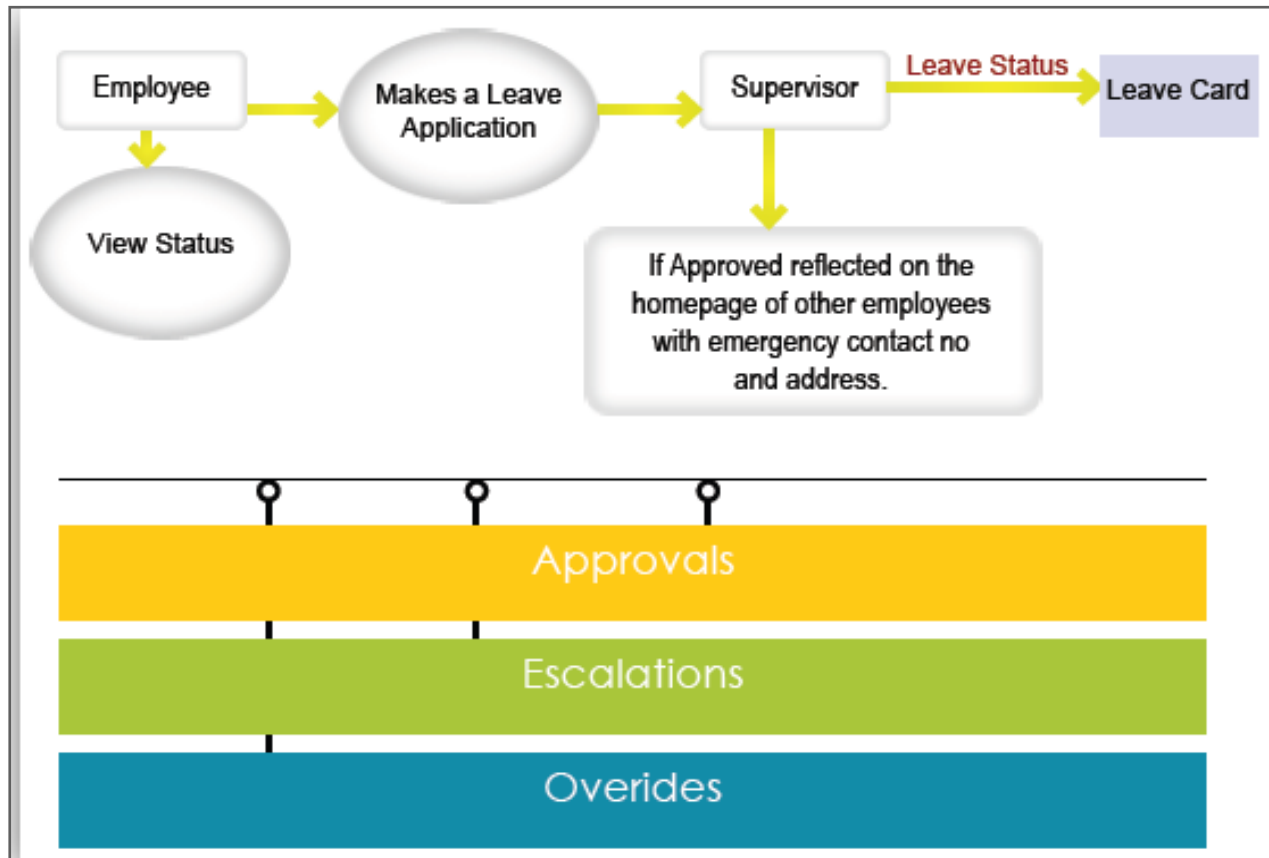 Employee
Makes a Leave
Application
Supervisor
Leave Status
Leave Card
View Status
If Approved reflected on the
homepage of other employees
with emergency contact no
and address.
Approvals
Escalations
Overides